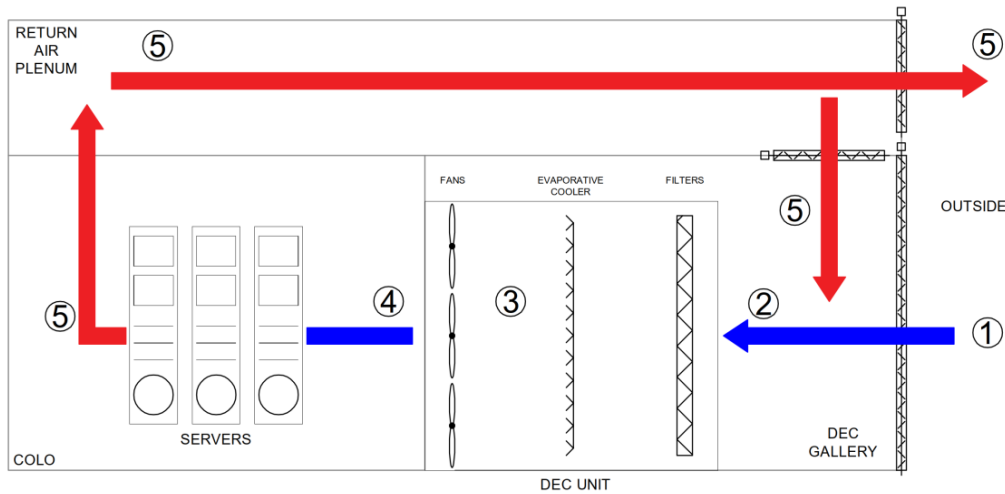 RETURN
AIR
PLENUM
⑤
⑤
FANS
EVAPORATIVE
COOLER
FILTERS
⑤
OUTSIDE
⑤
④
③
②
①
SERVERS
DEC
GALLERY
COLO
DEC UNIT